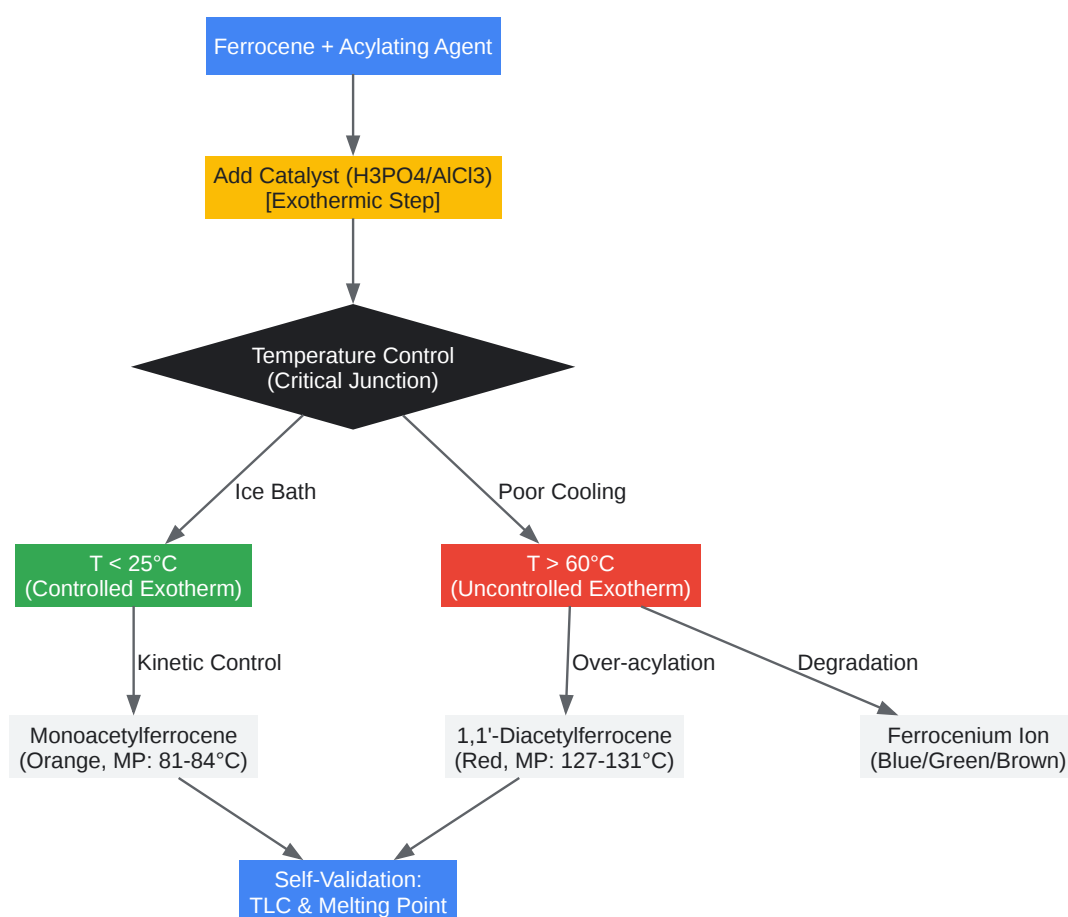 Ferrocene + Acylating Agent
Add Catalyst (H3PO4/AlCl3)
[Exothermic Step]
Temperature Control
(Critical Junction)
Ice Bath
Poor Cooling
T < 25°C
(Controlled Exotherm)
T > 60°C
(Uncontrolled Exotherm)
Kinetic Control
Over-acylation
Degradation
Monoacetylferrocene
(Orange, MP: 81-84°C)
1,1'-Diacetylferrocene
(Red, MP: 127-131°C)
Ferrocenium Ion
(Blue/Green/Brown)
Self-Validation:
TLC & Melting Point